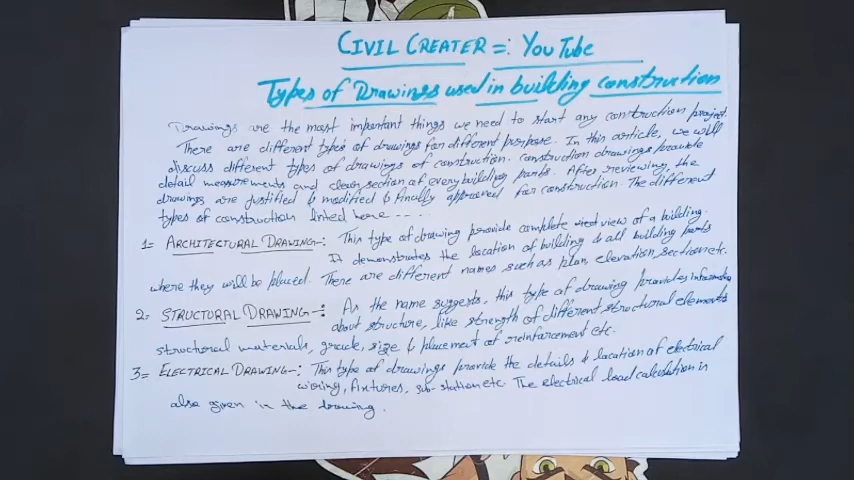 CIVIL CREATER =: YouTube
Types of Drawings used in building construction
Drawings are the most important things we need to start any construction project.
There are different types of drawings for different purpose. In this article, we will
discuss different types of drawings of construction. construction drawings provide
detail measurements and clear section of every building parts. After reviewing, the
drawings are justified & modified & finally approved for construction. The different
types of construction listed here ----
1= ARCHITECTURAL DRAWING-: This type of drawing provide complete view of a building.
It demonstrates the location of building & all building parts
where they will be placed. There are different names such as plan, elevation, section etc.
2= STRUCTURAL DRAWING-: As the name suggests, this type of drawing provides information
about structure, like strength of different structural elements
structural materials, grade, size & placement of reinforcement etc.
3= ELECTRICAL DRAWING-: This type of drawings provide the details & location of electrical
wiring, fixtures, sub-station etc. The electrical load calculation is
also given in the drawing.